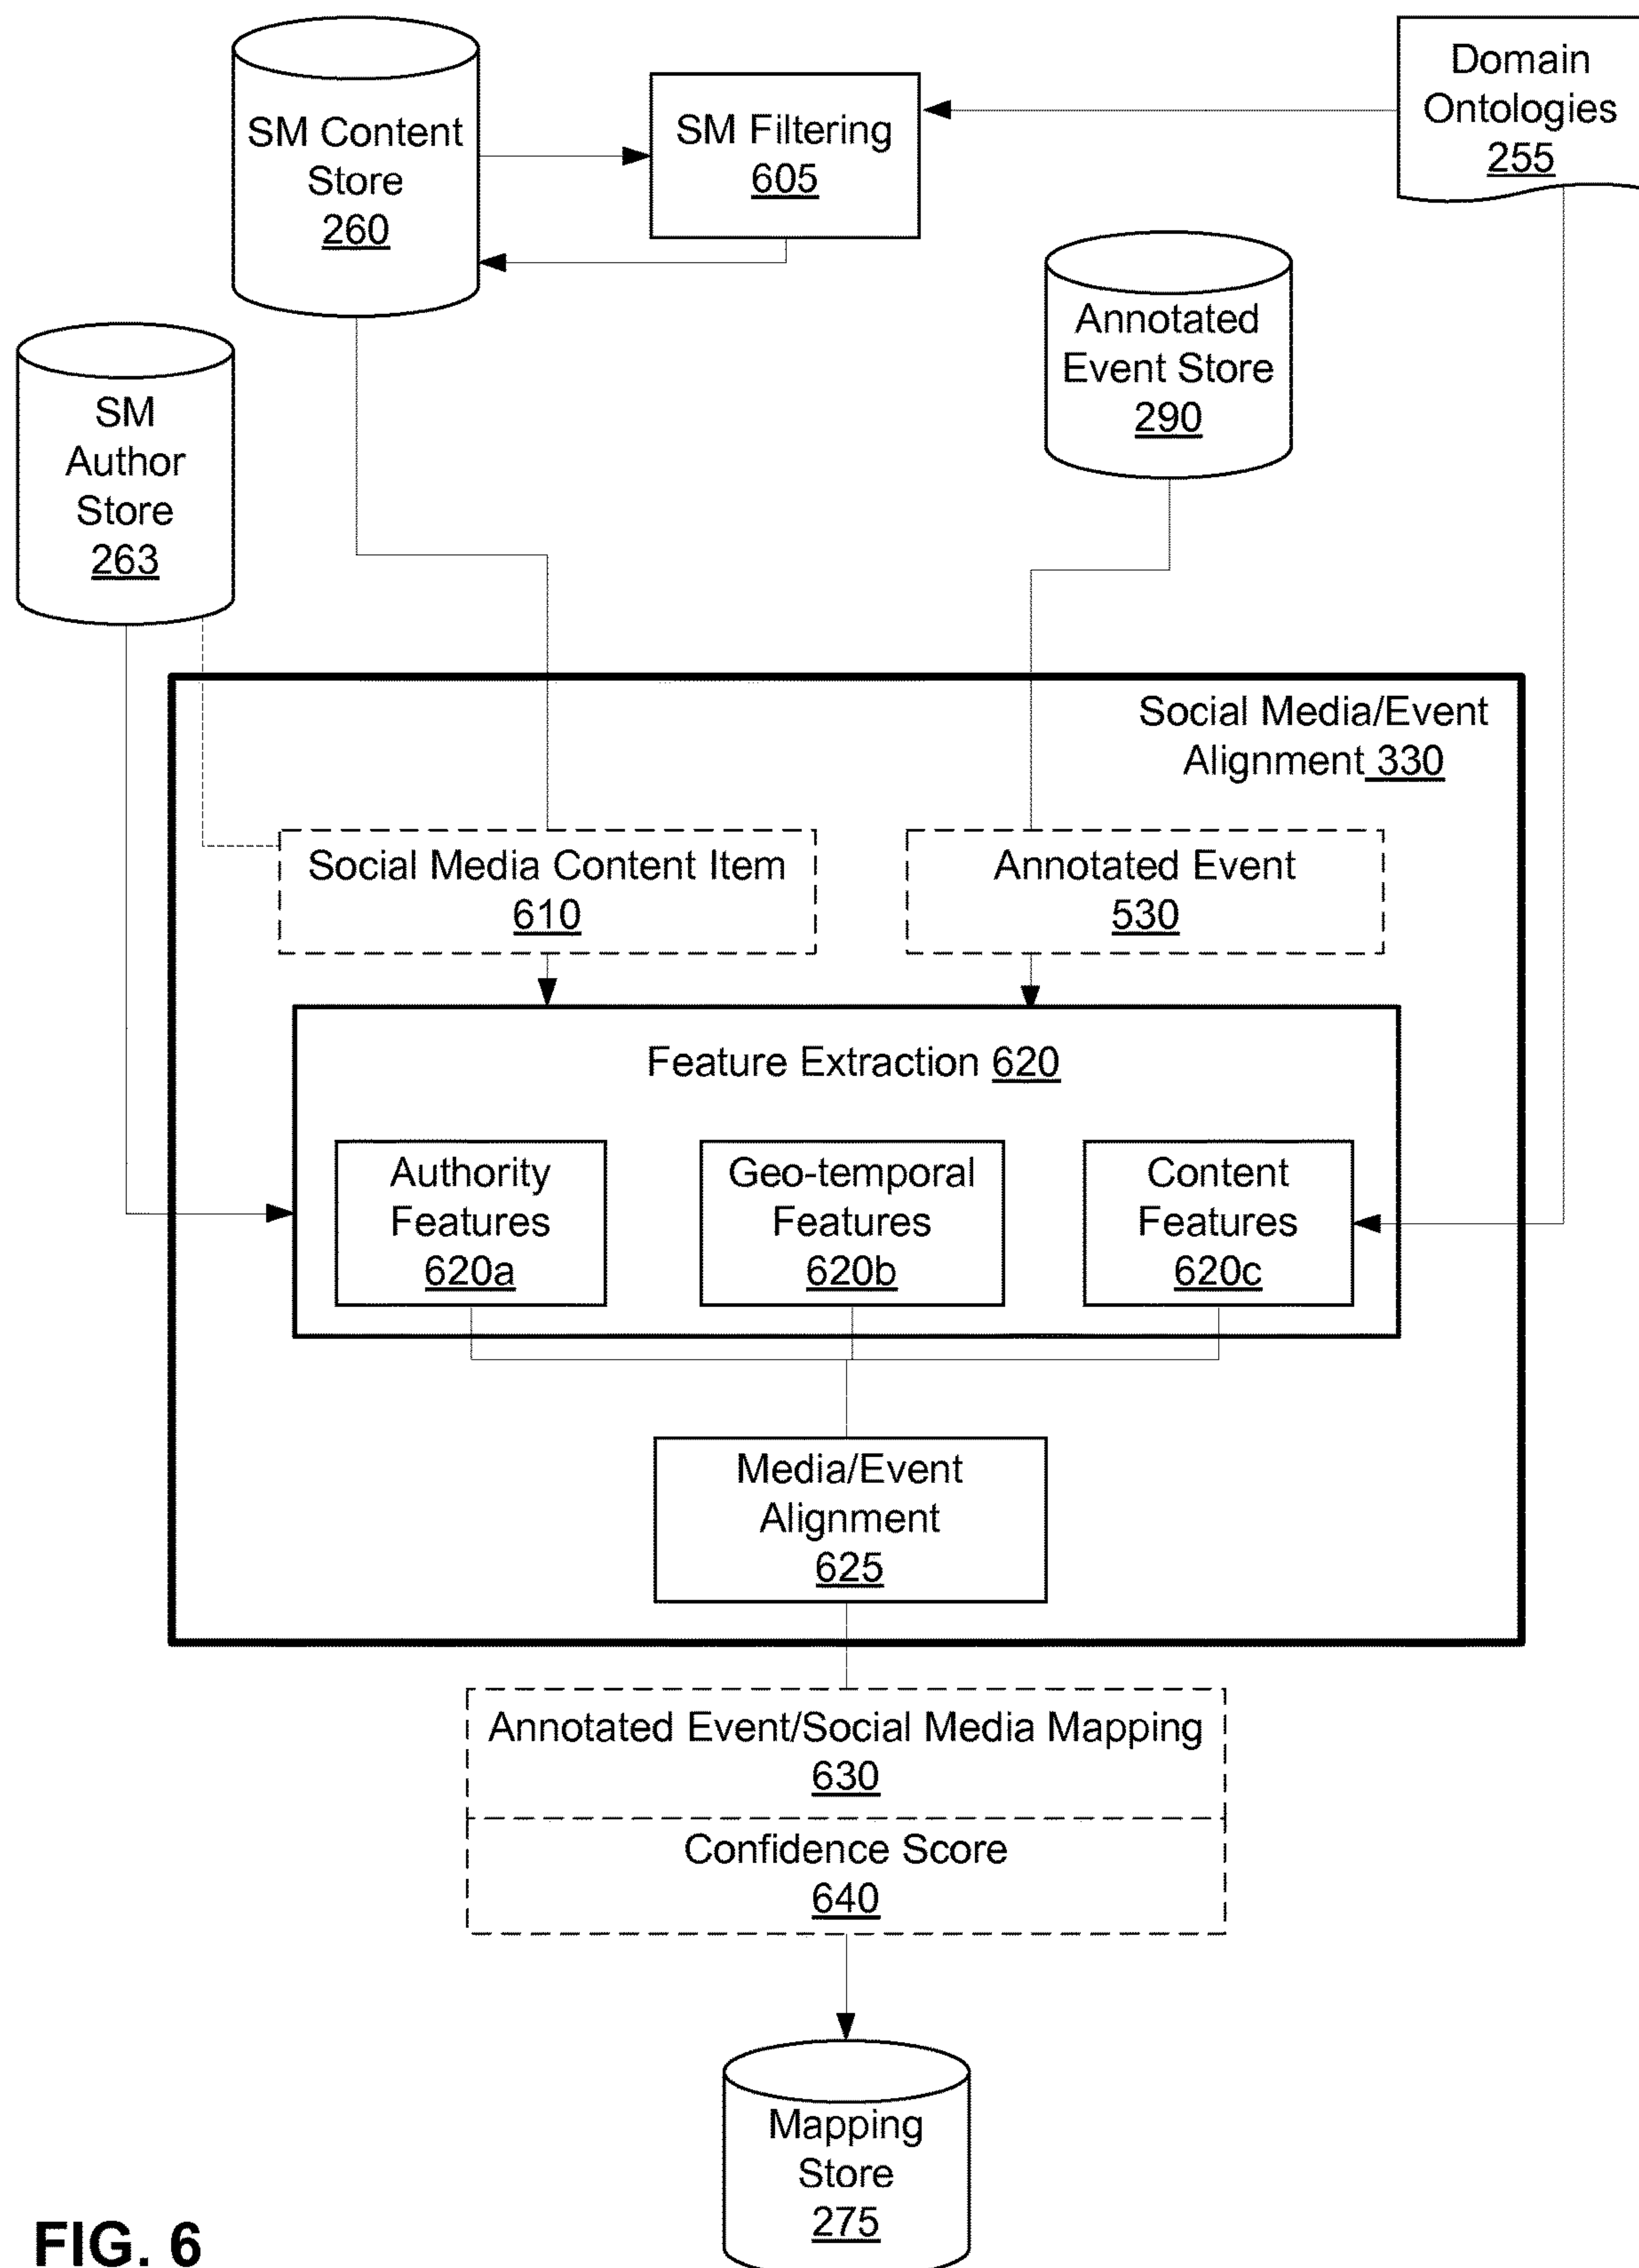 SM Content
Store
260
SM Filtering
605
Domain
Ontologies
255
Annotated
Event Store
290
SM
Author
Store
263
Social Media/Event
Alignment 330
Social Media Content Item
610
Annotated Event
530
Feature Extraction 620
Authority
Features
620a
Geo-temporal
Features
620b
Content
Features
620c
Media/Event
Alignment
625
Annotated Event/Social Media Mapping
630
Confidence Score
640
Mapping
Store
275
FIG. 6